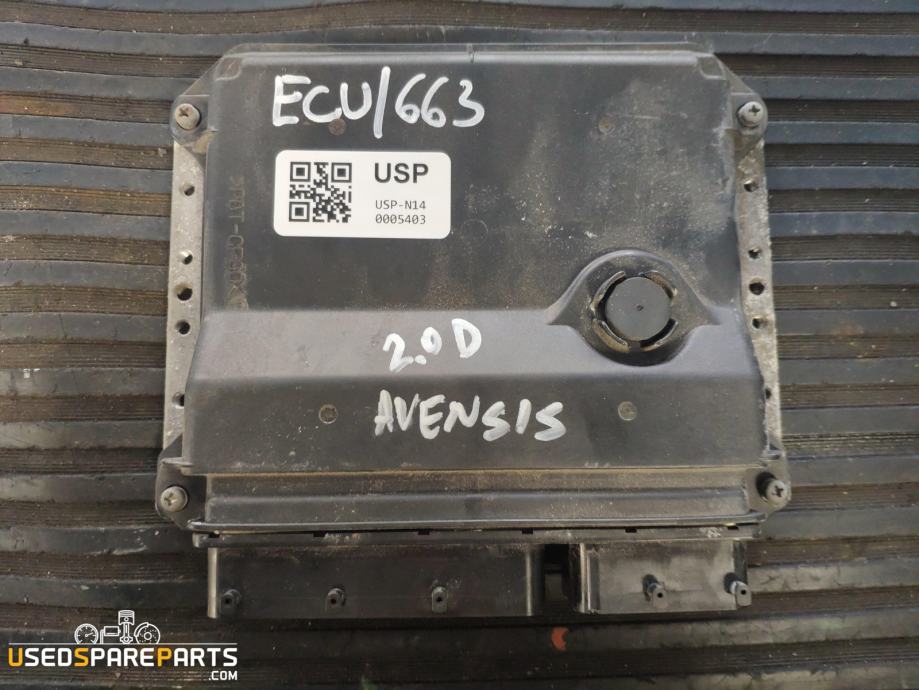 ECU/663
USP
USP-N14
0005403
2.0D
AVENSIS
USEDSPAREPARTS
.COM